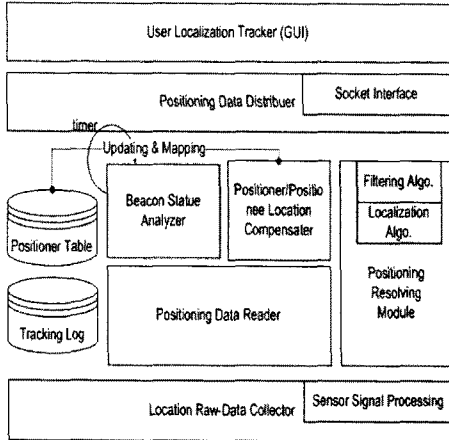 User Localization Tracker (GUI)
Positioning Data Distribuer
Socket Interface
timer
Updating & Mapping
Positioner Table
Beacon Statue
Analyzer
Positioner/Positio
nee Location
Compensater
Filtering Algo.
Localization
Algo.
Positioning
Resolving
Module
Tracking Log
Positioning Data Reader
Location Raw-Data Collector
Sensor Signal Processing